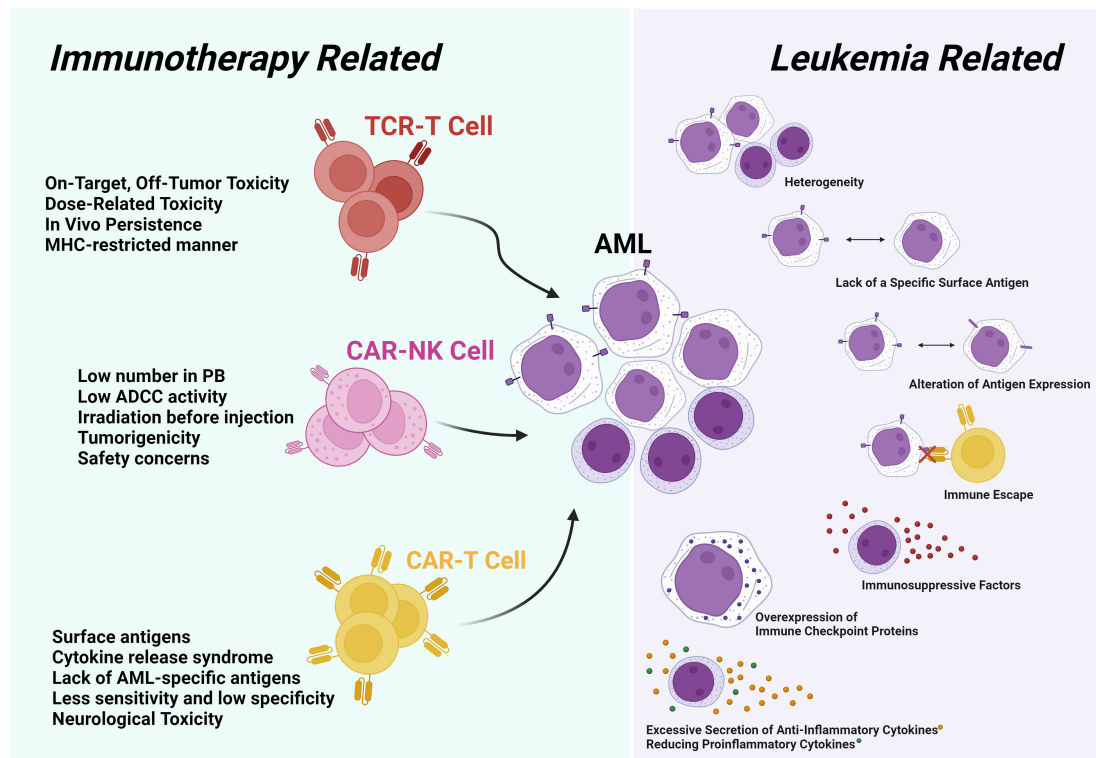 Immunotherapy Related
TCR-T Cell
On-Target, Off-Tumor Toxicity
Dose-Related Toxicity
In Vivo Persistence
MHC-restricted manner
CAR-NK Cell
Low number in PB
Low ADCC activity
Irradiation before injection
Tumorigenicity
Safety concerns
CAR-T Cell
Surface antigens
Cytokine release syndrome
Lack of AML-specific antigens
Less sensitivity and low specificity
Neurological Toxicity
AML
Leukemia Related
Heterogeneity
Lack of a Specific Surface Antigen
Alteration of Antigen Expression
Immune Escape
Immunosuppressive Factors
Overexpression of
Immune Checkpoint Proteins
Excessive Secretion of Anti-Inflammatory Cytokines
Reducing Proinflammatory Cytokines